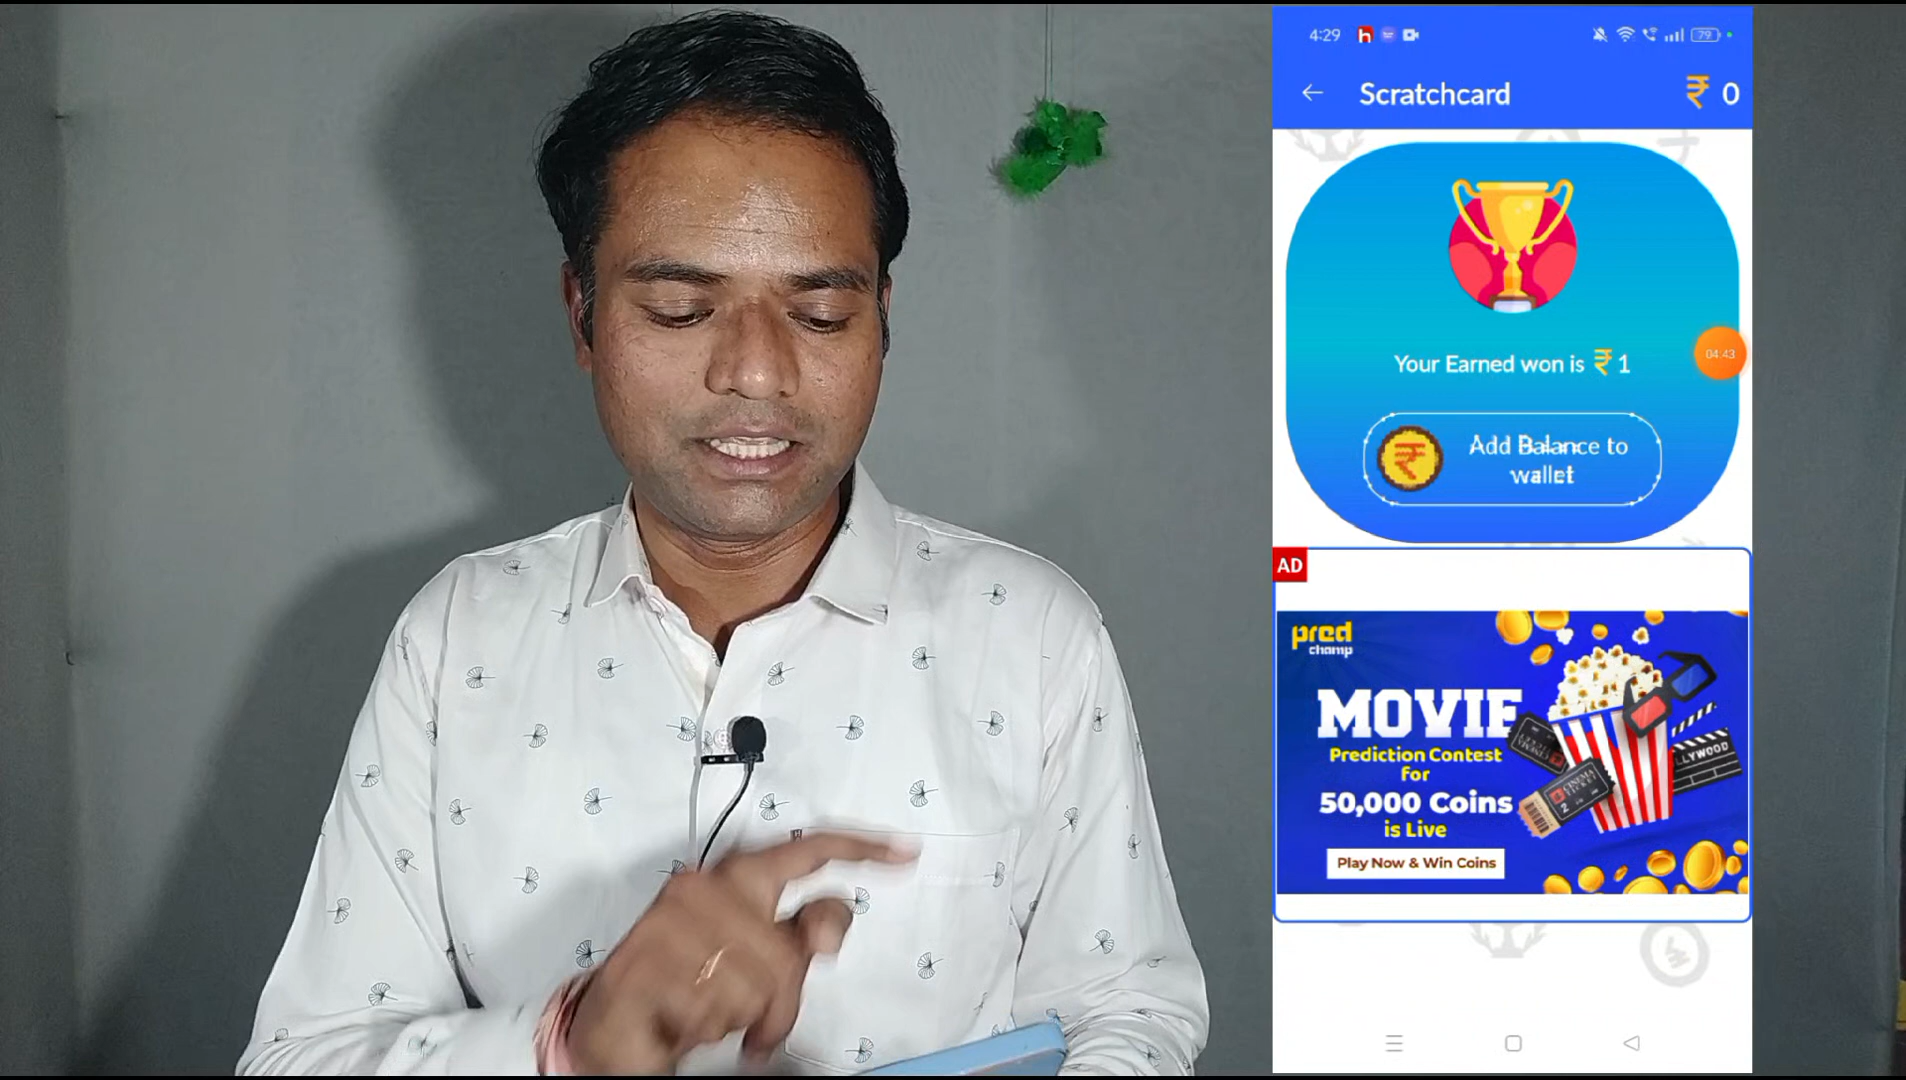 4:29
79
Scratchcard
₹ 0
Your Earned won is ₹ 1
04:43
Add Balance to
wallet
AD
pred
champ
MOVIE
Prediction Contest
for
50,000 Coins
is Live
Play Now & Win Coins
LLYWOOD